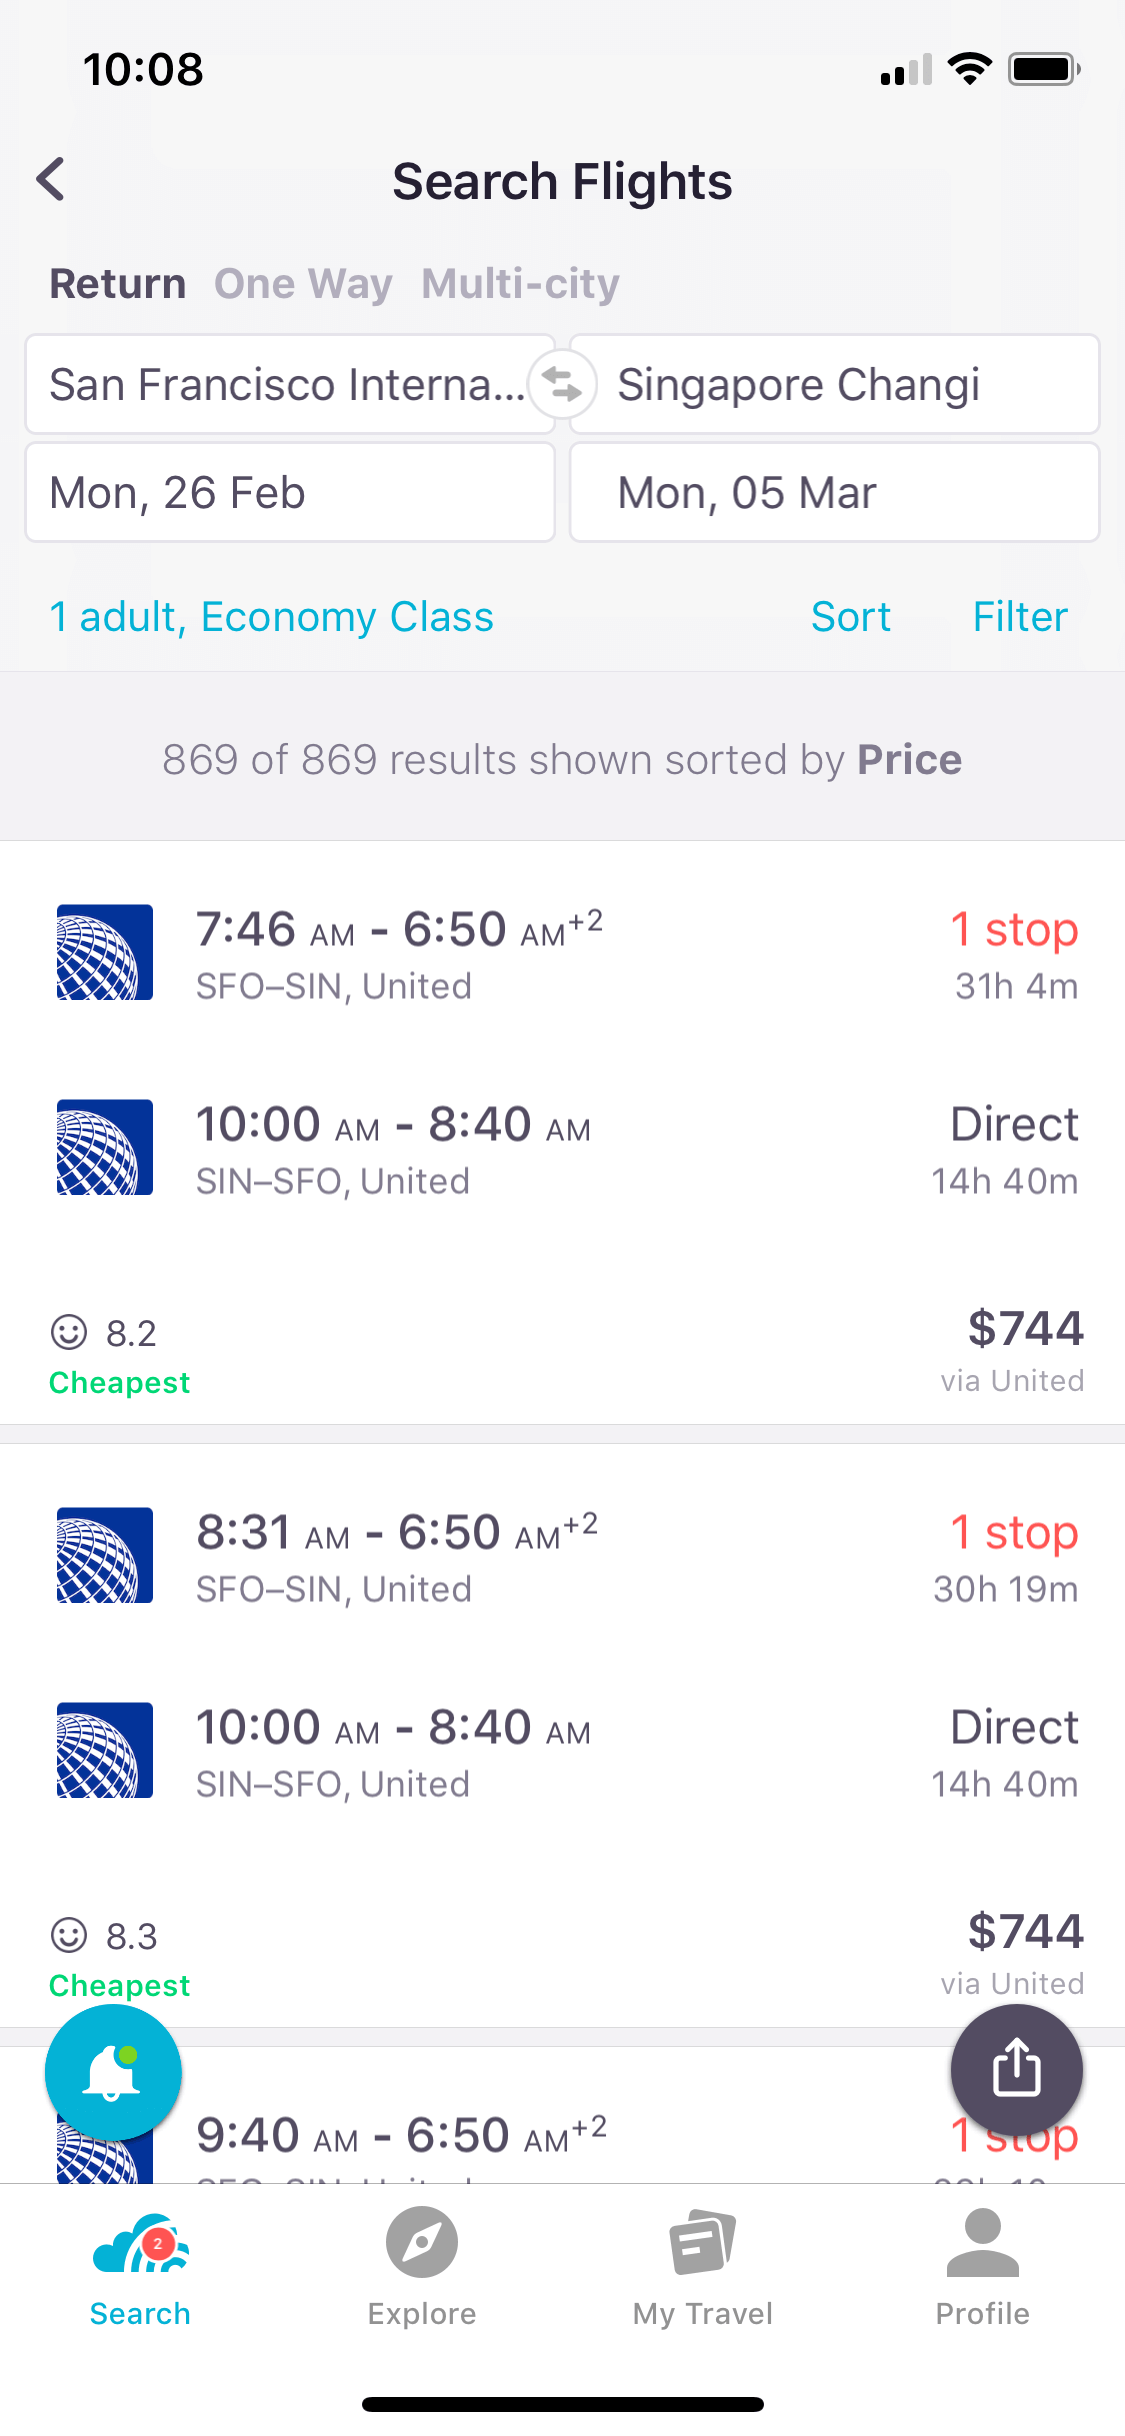 10:08
Search Flights
Return One Way Multi-city
San Francisco Interna... Singapore Changi
Mon, 26 Feb Mon, 05 Mar
1 adult, Economy Class Sort Filter
869 of 869 results shown sorted by Price
7:46 AM - 6:50 AM+2 1 stop
SFO–SIN, United 31h 4m
10:00 AM - 8:40 AM Direct
SIN–SFO, United 14h 40m
8.2 $744
Cheapest via United
8:31 AM - 6:50 AM+2 1 stop
SFO–SIN, United 30h 19m
10:00 AM - 8:40 AM Direct
SIN–SFO, United 14h 40m
8.3 $744
Cheapest via United
9:40 AM - 6:50 AM+2 1 stop
2
Search Explore My Travel Profile